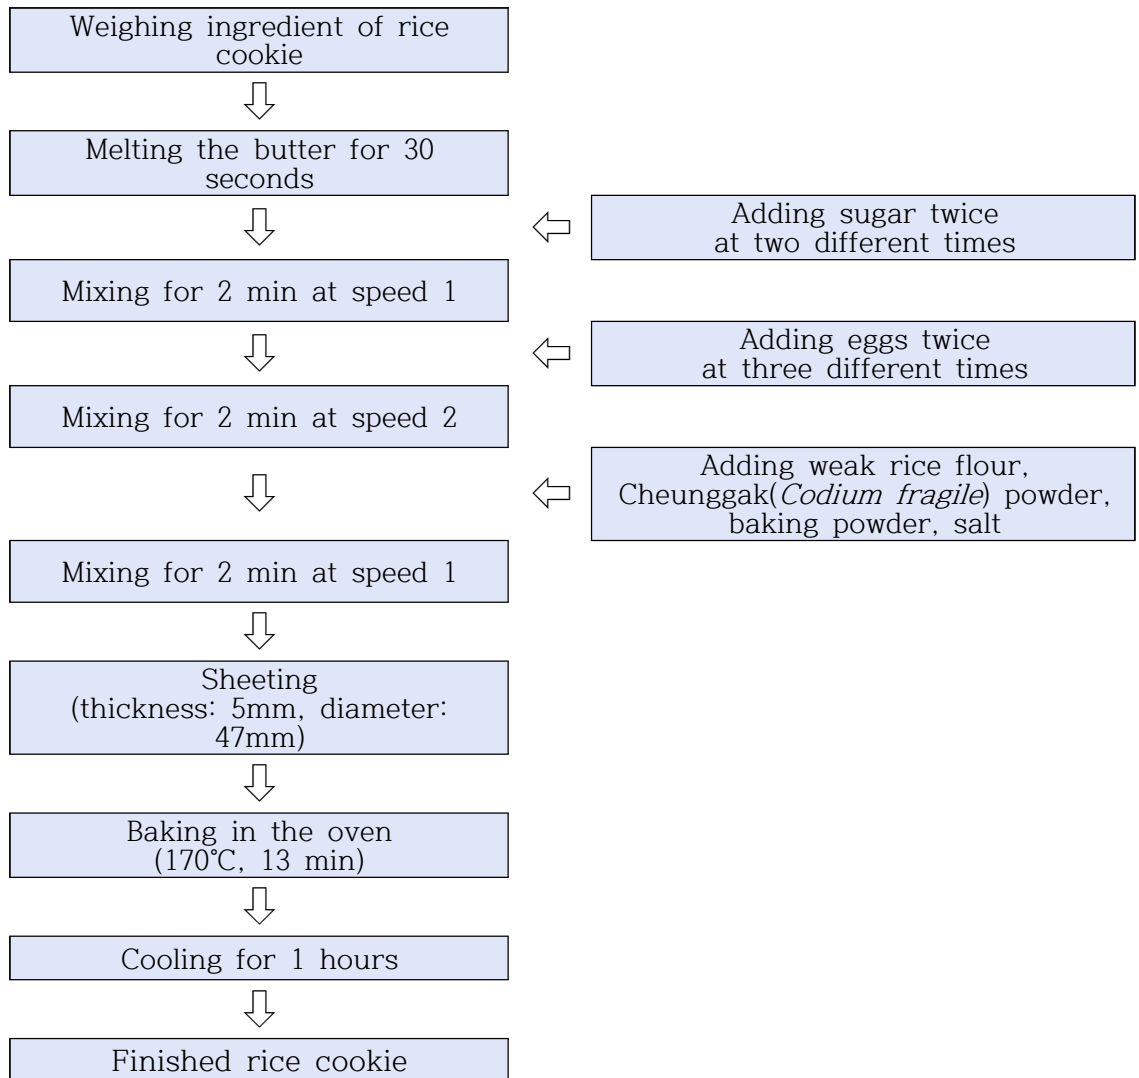 Weighing ingredient of rice
cookie
Melting the butter for 30
seconds
Adding sugar twice
at two different times
Mixing for 2 min at speed 1
Adding eggs twice
at three different times
Mixing for 2 min at speed 2
Adding weak rice flour,
Cheunggak(Codium fragile) powder,
baking powder, salt
Mixing for 2 min at speed 1
Sheeting
(thickness: 5mm, diameter:
47mm)
Baking in the oven
(170℃, 13 min)
Cooling for 1 hours
Finished rice cookie